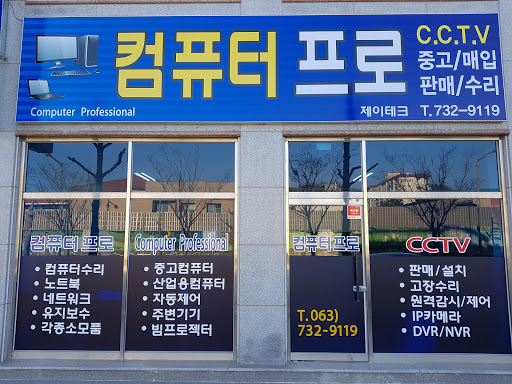 컴퓨터 프로
C.C.T.V
중고/매입
판매/수리
Computer Professional
제이테크 T.732-9119
컴퓨터 프로
• 컴퓨터수리
• 노트북
• 네트워크
• 유지보수
• 각종소모품
Computer Professional
• 중고컴퓨터
• 산업용컴퓨터
• 자동제어
• 주변기기
• 빔프로젝터
컴퓨터 프로
T.063)
732-9119
CCTV
• 판매/설치
• 고장수리
• 원격감시/제어
• IP카메라
• DVR/NVR